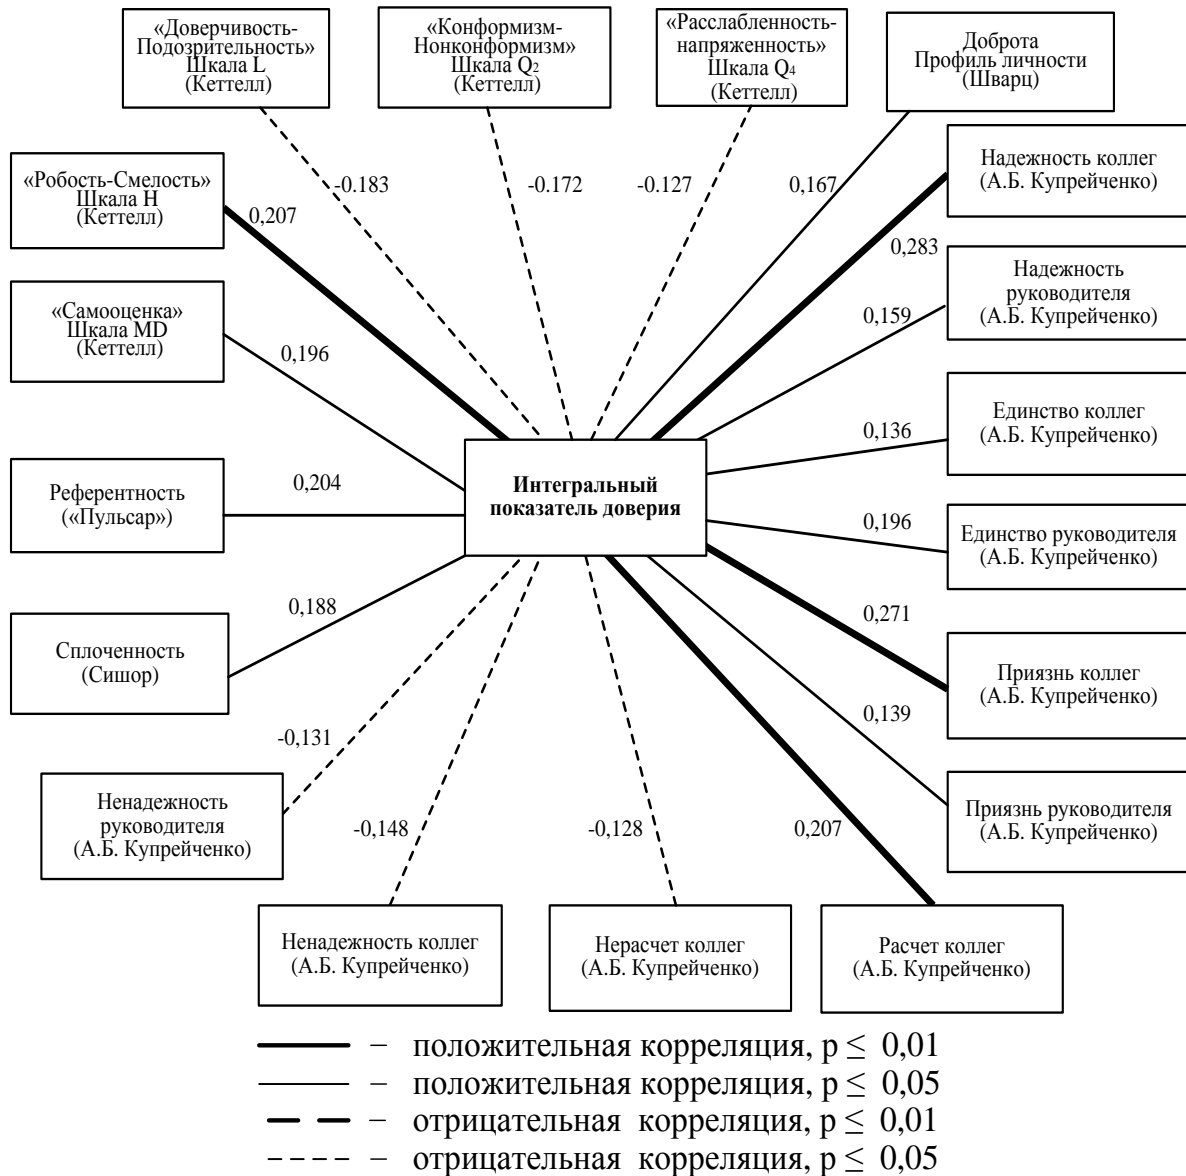 «Доверчивость-
Подозрительность»
Шкала L
(Кеттелл)
«Конформизм-
Нонконформизм»
Шкала Q2
(Кеттелл)
«Расслабленность-
напряженность»
Шкала Q4
(Кеттелл)
Доброта
Профиль личности
(Шварц)
«Робость-Смелость»
Шкала H
(Кеттелл)
0,207
-0.183
-0.172
-0.127
0,167
Надежность коллег
(А.Б. Купрейченко)
0,283
«Самооценка»
Шкала MD
(Кеттелл)
0,196
0,159
Надежность
руководителя
(А.Б. Купрейченко)
0,136
Единство коллег
(А.Б. Купрейченко)
Референтность
(«Пульсар»)
0,204
Интегральный
показатель доверия
0,196
Единство руководителя
(А.Б. Купрейченко)
Сплоченность
(Сишор)
0,188
0,271
Приязнь коллег
(А.Б. Купрейченко)
-0,131
0,139
Ненадежность
руководителя
(А.Б. Купрейченко)
-0,148
-0,128
0,207
Приязнь руководителя
(А.Б. Купрейченко)
Ненадежность коллег
(А.Б. Купрейченко)
Нерасчет коллег
(А.Б. Купрейченко)
Расчет коллег
(А.Б. Купрейченко)
– положительная корреляция, p ≤ 0,01
– положительная корреляция, p ≤ 0,05
– отрицательная корреляция, p ≤ 0,01
– отрицательная корреляция, p ≤ 0,05